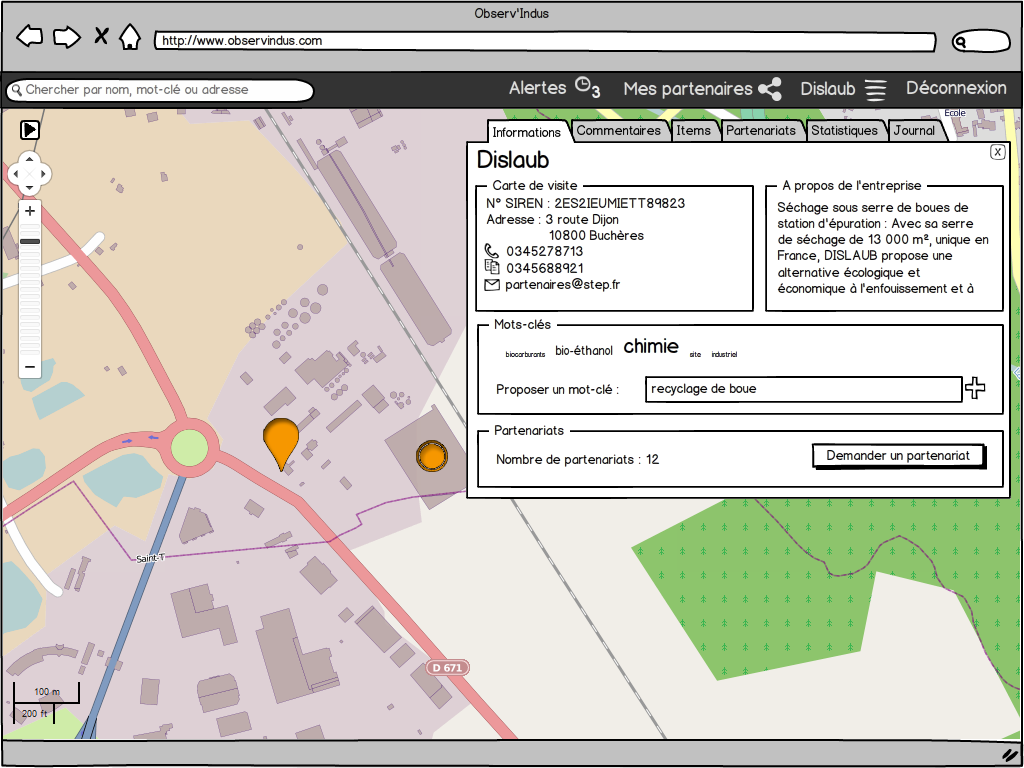 Observ'Indus
http://www.observindus.com
Chercher par nom, mot-clé ou adresse
Alertes 3 Mes partenaires Dislaub Déconnexion
Ecole
Informations Commentaires Items Partenariats Statistiques Journal
X
Dislaub
Carte de visite
N° SIREN : 2ES2IEUMIETT89823
Adresse : 3 route Dijon
10800 Buchères
0345278713
0345688921
partenaires@step.fr
A propos de l'entreprise
Séchage sous serre de boues de
station d'épuration : Avec sa serre
de séchage de 13 000 m², unique en
France, DISLAUB propose une
alternative écologique et
économique à l'enfouissement et à
Mots-clés
biocarburants bio-éthanol chimie site industriel
Proposer un mot-clé : recyclage de boue
Partenariats
Nombre de partenariats : 12 Demander un partenariat
Saint-T
D 671
100 m
200 ft